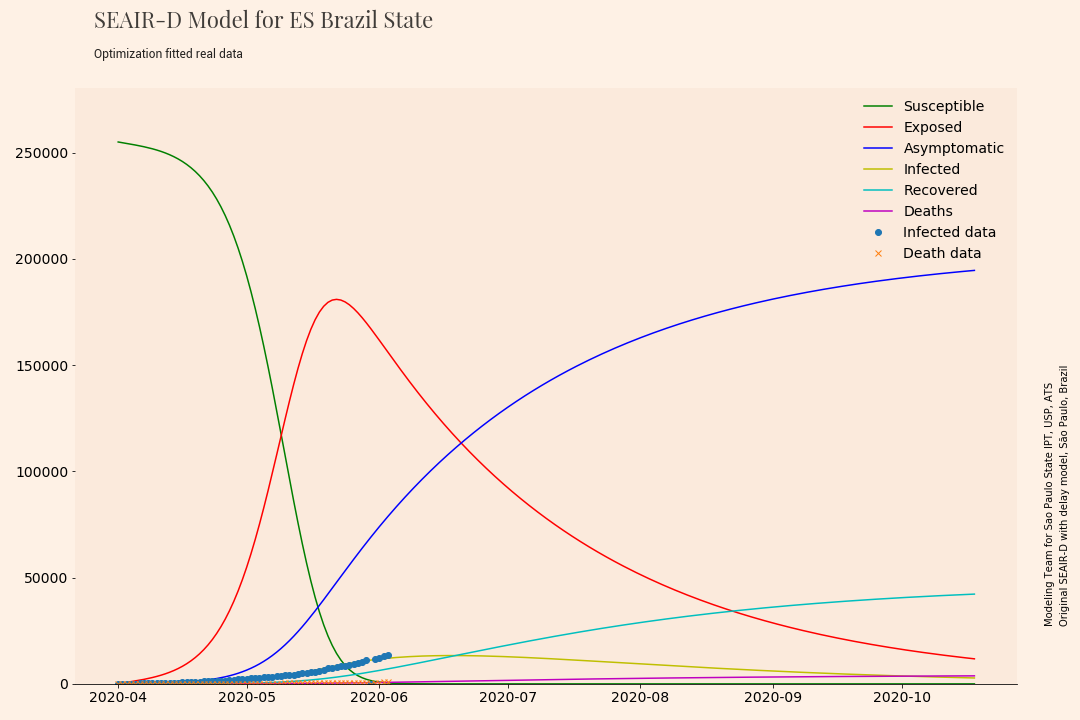 SEAIR-D Model for ES Brazil State
Optimization fitted real data
Susceptible
Exposed
Asymptomatic
Infected
Recovered
Deaths
Infected data
Death data
250000
200000
150000
100000
50000
0
2020-04
2020-05
2020-06
2020-07
2020-08
2020-09
2020-10
Modeling Team for Sao Paulo State IPT, USP, ATS
Original SEAIR-D with delay model, São Paulo, Brazil